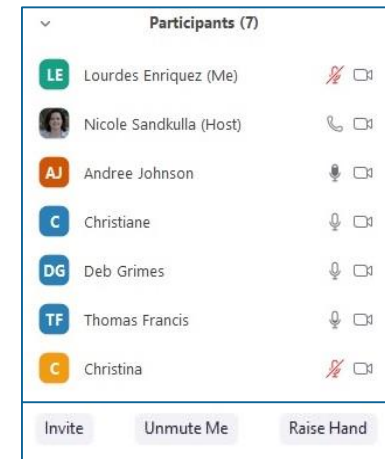 Participants (7)
LE Lourdes Enriquez (Me)
Nicole Sandkulla (Host)
AJ Andree Johnson
C Christiane
DG Deb Grimes
TF Thomas Francis
C Christina
Invite Unmute Me Raise Hand